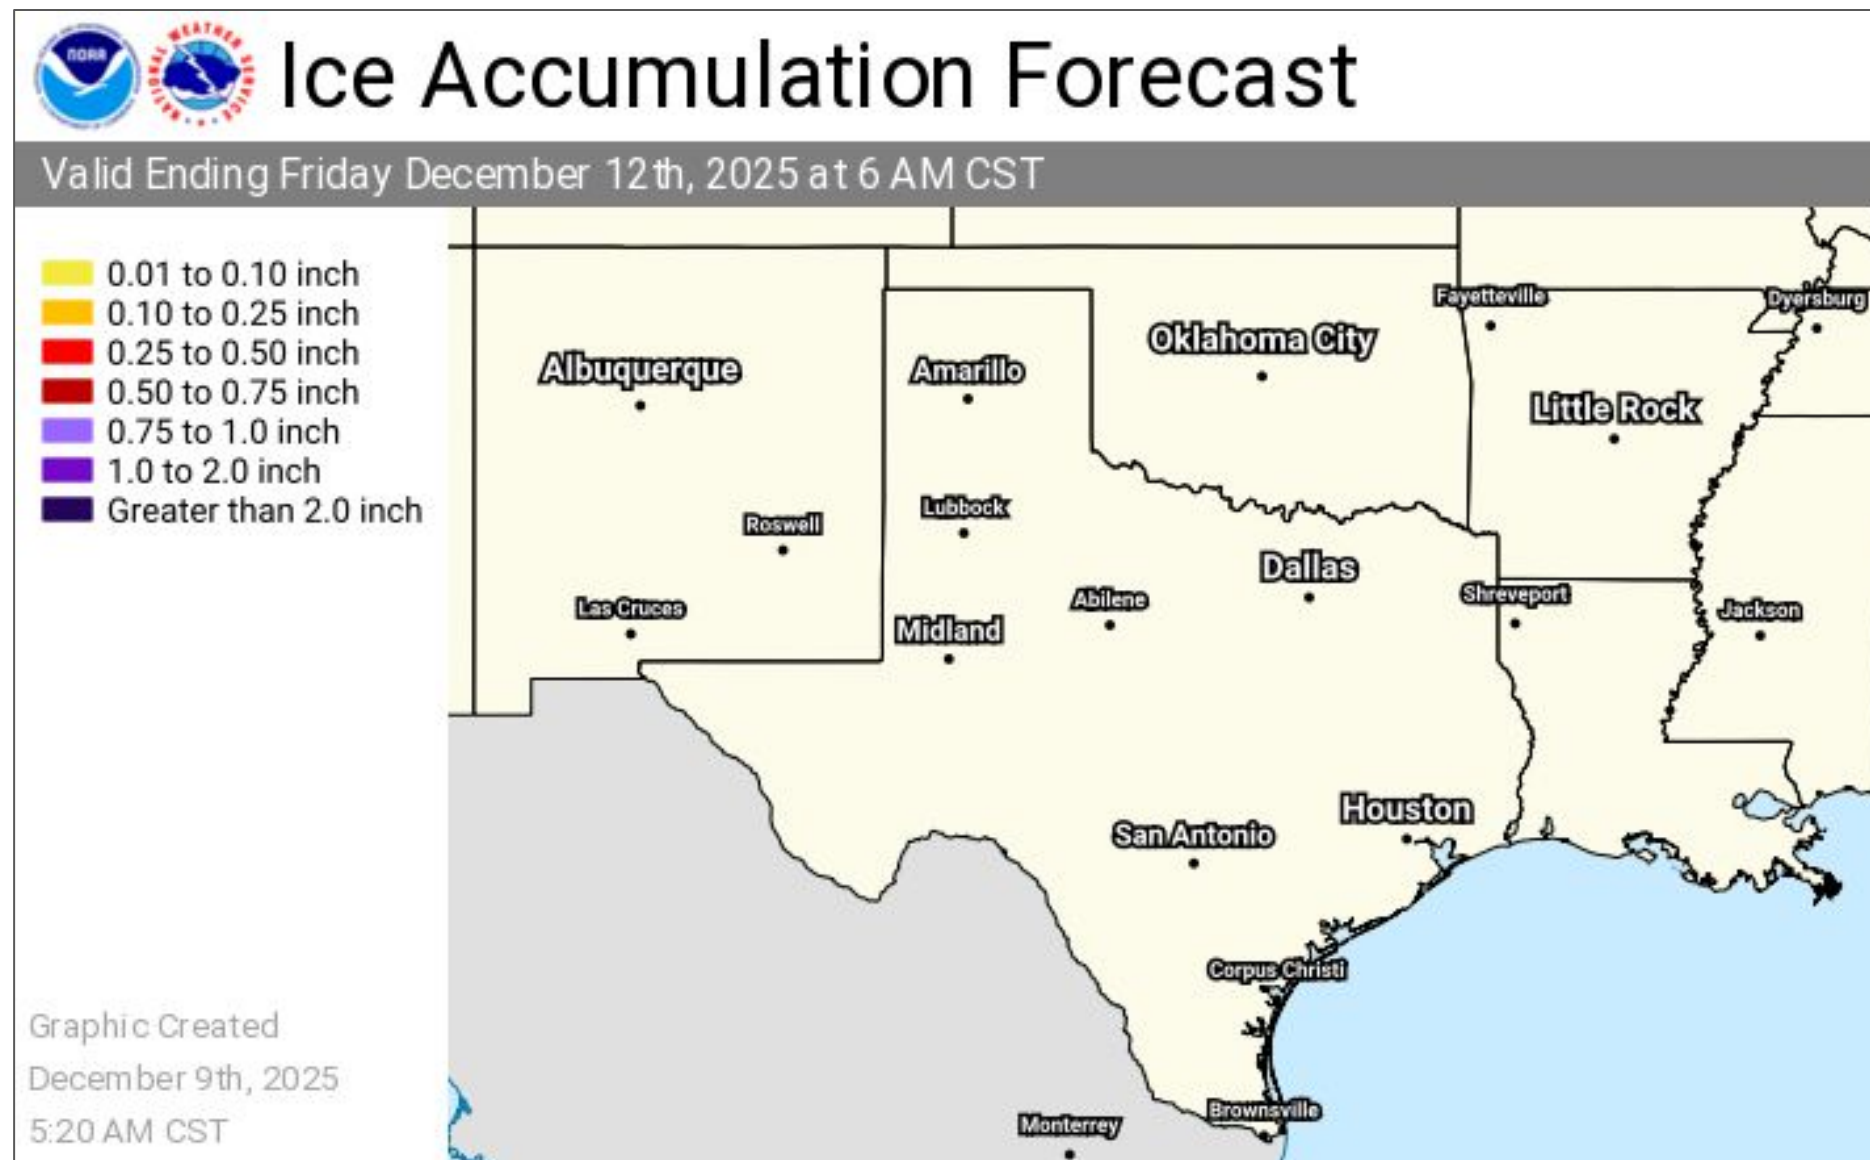 NOAA
NATIONAL WEATHER SERVICE
Ice Accumulation Forecast
Valid Ending Friday December 12th, 2025 at 6 AM CST
0.01 to 0.10 inch
0.10 to 0.25 inch
0.25 to 0.50 inch
0.50 to 0.75 inch
0.75 to 1.0 inch
1.0 to 2.0 inch
Greater than 2.0 inch
Fayetteville
Dyersburg
Oklahoma City
Albuquerque
Amarillo
Little Rock
Lubbock
Roswell
Dallas
Shreveport
Abilene
Las Cruces
Jackson
Midland
Houston
San Antonio
Corpus Christi
Brownsville
Monterrey
Graphic Created
December 9th, 2025
5:20 AM CST